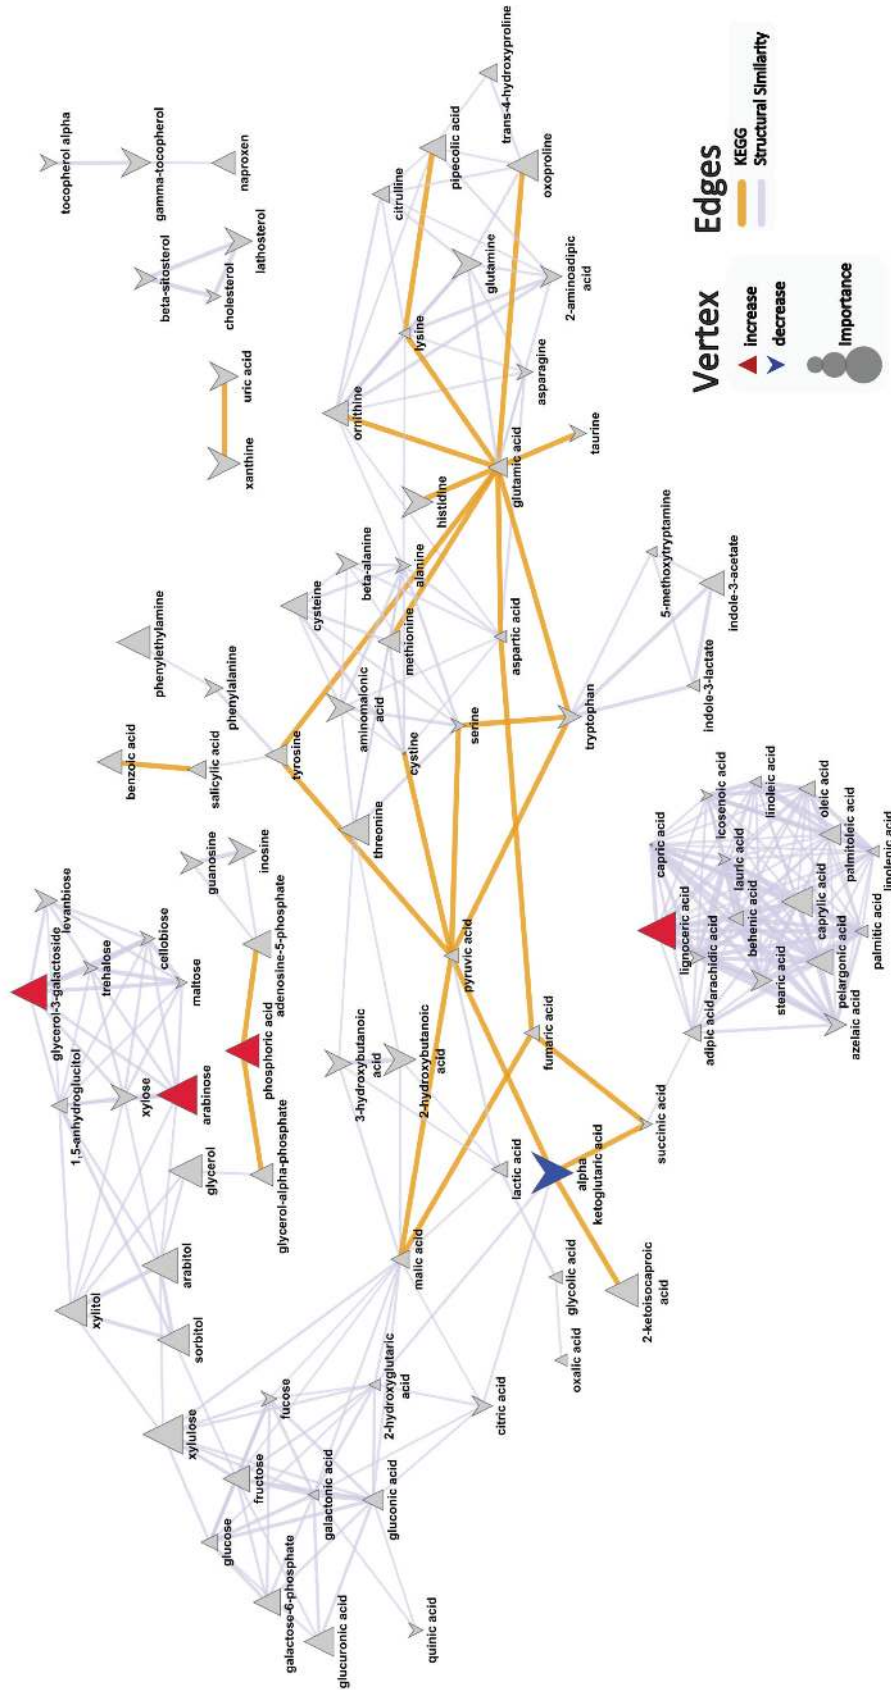 tocopherol alpha
gamma-tocopherol
naproxen
beta-sitosterol
cholesterol
lathosterol
uric acid
xanthine
trans-4-hydroxyproline
pipecolic acid
citrulline
oxoproline
glutamine
2-aminoadipic
acid
lysine
asparagine
ornithine
taurine
glutamic acid
histidine
beta-alanine
alanine
cysteine
methionine
aspartic acid
aminomalonic
acid
serine
cystine
threonine
tyrosine
phenylethylamine
phenylalanine
benzoic acid
salicylic acid
tryptophan
5-methoxytryptamine
indole-3-acetate
indole-3-lactate
guanosine
inosine
adenosine-5-phosphate
phosphoric acid
glycerol-alpha-phosphate
levanbiose
glycerol-3-galactoside
trehalose
cellobiose
maltose
1,5-anhydroglucitol
xylose
arabinose
glycerol
arabitol
xylitol
sorbitol
xylulose
pyruvic acid
3-hydroxybutanoic
acid
2-hydroxybutanoic
acid
fumaric acid
lactic acid
alpha
ketoglutaric acid
succinic acid
malic acid
glycolic acid
oxalic acid
2-ketoisocaproic
acid
citric acid
2-hydroxyglutaric
acid
fucose
fructose
galactonic acid
gluconic acid
glucose
galactose-6-phosphate
glucuronic acid
quinic acid
capric acid
icosenoic acid
linoleic acid
oleic acid
lauric acid
palmitoleic acid
linolenic acid
lignoceric acid
behenic acid
caprylic acid
palmitic acid
arachidic acid
stearic acid
pelargonic acid
adipic acid
azelaic acid
Vertex
increase
decrease
Importance
Edges
KEGG
Structural Similarity